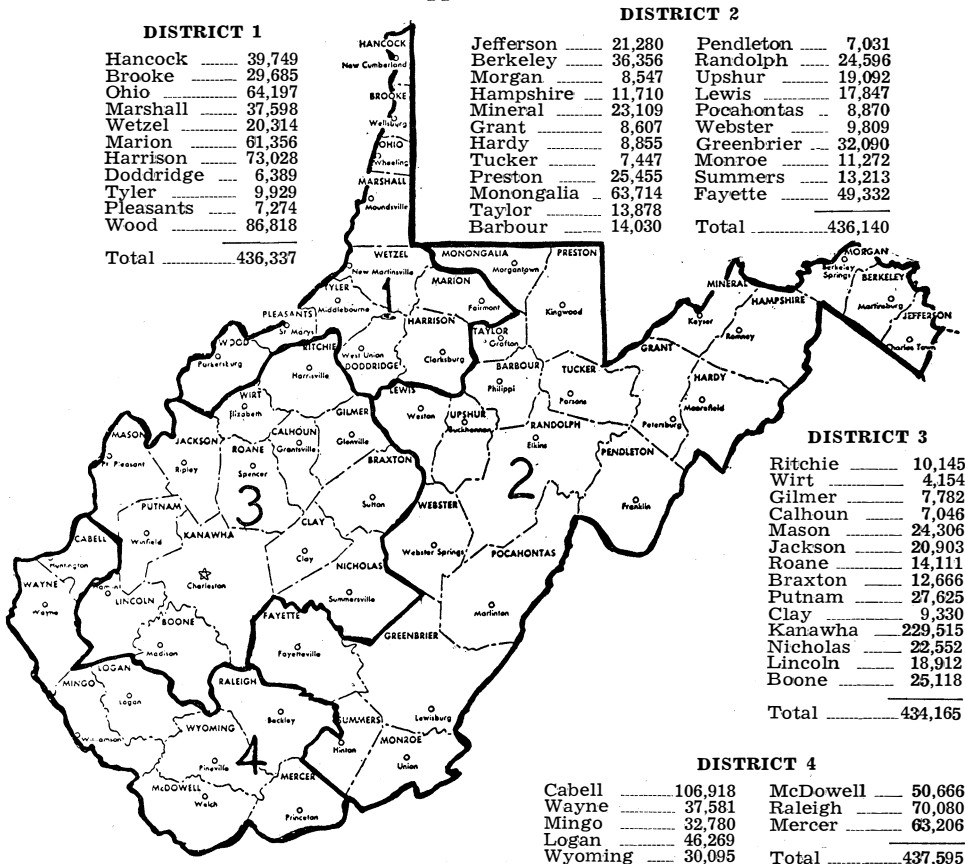 DISTRICT 1
Hancock 39,749
Brooke 29,685
Ohio 64,197
Marshall 37,598
Wetzel 20,314
Marion 61,356
Harrison 73,028
Doddridge 6,389
Tyler 9,929
Pleasants 7,274
Wood 86,818
Total 436,337
DISTRICT 2
Jefferson 21,280
Berkeley 36,356
Morgan 8,547
Hampshire 11,710
Mineral 23,109
Grant 8,607
Hardy 8,855
Tucker 7,447
Preston 25,455
Monongalia 63,714
Taylor 13,878
Barbour 14,030
Pendleton 7,031
Randolph 24,596
Upshur 19,092
Lewis 17,847
Pocahontas 8,870
Webster 9,809
Greenbrier 32,090
Monroe 11,272
Summers 13,213
Fayette 49,332
Total 436,140
HANCOCK
New Cumberland
BROOKE
Wellsburg
OHIO
Wheeling
MARSHALL
Moundsville
WETZEL
New Martinsville
MONONGALIA
Morgantown
PRESTON
Kingwood
MARION
Fairmont
TYLER
Middlebourne
1
PLEASANTS
St Marys
HARRISON
Clarksburg
WOOD
Parkersburg
RITCHIE
Harrisville
West Union
DODDRIDGE
TAYLOR
Grafton
BARBOUR
Philippi
TUCKER
Parsons
MINERAL
Keyser
HAMPSHIRE
Romney
MORGAN
Berkeley Springs
BERKELEY
Martinsburg
JEFFERSON
Charles Town
GRANT
Petersburg
HARDY
Moorefield
WIRT
Elizabeth
GILMER
Glenville
LEWIS
Weston
UPSHUR
Buckhannon
RANDOLPH
Elkins
PENDLETON
Franklin
MASON
Pt Pleasant
JACKSON
Ripley
ROANE
Spencer
CALHOUN
Grantsville
BRAXTON
Sutton
2
3
PUTNAM
Winfield
KANAWHA
Charleston
CLAY
Clay
NICHOLAS
Summersville
WEBSTER
Webster Springs
POCAHONTAS
Marlinton
CABELL
Huntington
WAYNE
Wayne
LINCOLN
Hamlin
BOONE
Madison
FAYETTE
Fayetteville
GREENBRIER
Lewisburg
LOGAN
Logan
MINGO
Williamson
RALEIGH
Beckley
WYOMING
Pineville
4
SUMMERS
Hinton
MONROE
Union
McDOWELL
Welch
MERCER
Princeton
DISTRICT 3
Ritchie 10,145
Wirt 4,154
Gilmer 7,782
Calhoun 7,046
Mason 24,306
Jackson 20,903
Roane 14,111
Braxton 12,666
Putnam 27,625
Clay 9,330
Kanawha 229,515
Nicholas 22,552
Lincoln 18,912
Boone 25,118
Total 434,165
DISTRICT 4
Cabell 106,918
Wayne 37,581
Mingo 32,780
Logan 46,269
Wyoming 30,095
McDowell 50,666
Raleigh 70,080
Mercer 63,206
Total 437,595